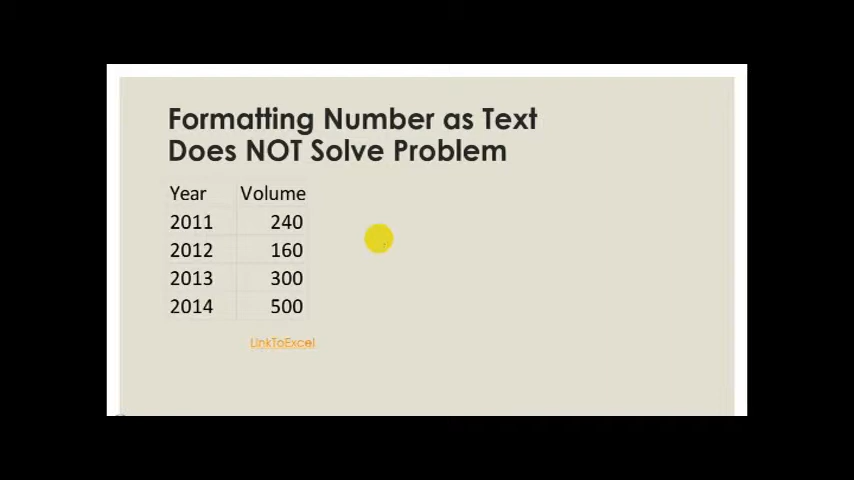 Formatting Number as Text
Does NOT Solve Problem
Year Volume
2011 240
2012 160
2013 300
2014 500
LinkToExcel